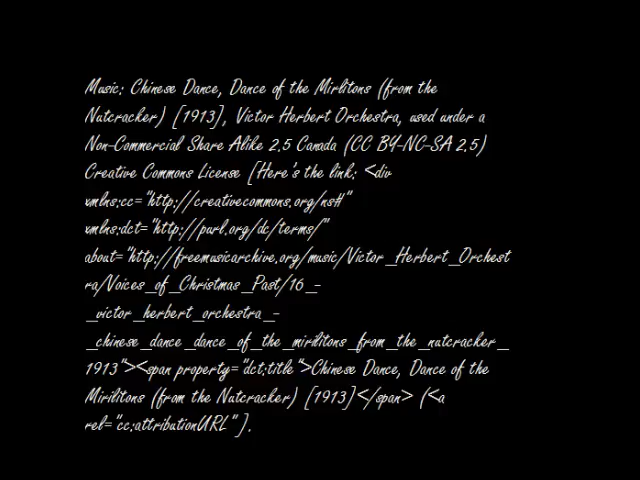 Music: Chinese Dance, Dance of the Mirlitons (from the
Nutcracker) [1913], Victor Herbert Orchestra, used under a
Non-Commercial Share Alike 2.5 Canada (CC BY-NC-SA 2.5)
Creative Commons License [Here's the link: <div
xmlns:cc="http://creativecommons.org/ns#"
xmlns:dct="http://purl.org/dc/terms/"
about="http://freemusicarchive.org/music/Victor_Herbert_Orchest
ra/Voices_of_Christmas_Past/16_-
_victor_herbert_orchestra_-
_chinese_dance_dance_of_the_mirilitons_from_the_nutcracker_
1913"><span property="dct:title">Chinese Dance, Dance of the
Mirilitons (from the Nutcracker) [1913]</span> (<a
rel="cc:attributionURL"].